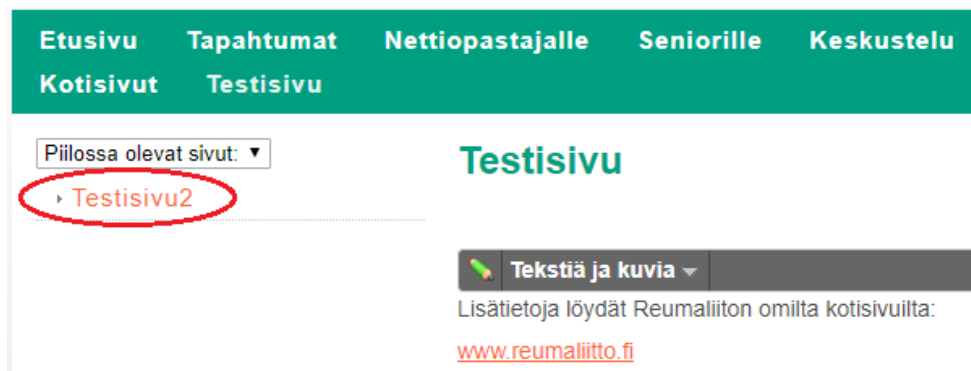 Etusivu Tapahtumat Nettiopastajalle Seniorille Keskustelu
Kotisivut Testisivu
Piilossa olevat sivut:
Testisivu2
Testisivu
Tekstiä ja kuvia
Lisätietoja löydät Reumaliiton omilta kotisivuilta:
www.reumaliitto.fi